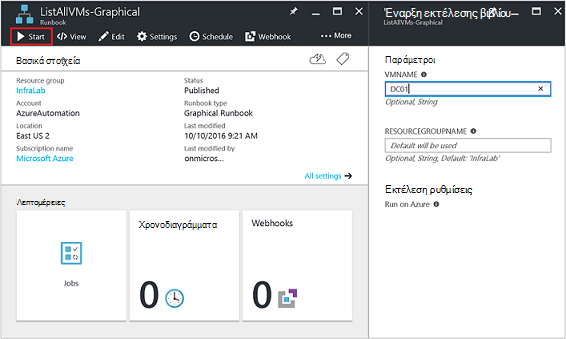 ListAllVMs-Graphical
Runbook
Start
View
Edit
Settings
Schedule
Webhook
More
Βασικά στοιχεία
Resource group
InfraLab
Account
AzureAutomation
Location
East US 2
Subscription name
Microsoft Azure
Status
Published
Runbook type
Graphical Runbook
Last modified
10/10/2016 9:21 AM
Last modified by
onmicros...
All settings
Λεπτομέρειες
Jobs
Χρονοδιαγράμματα
0
Webhooks
0
Έναρξη εκτέλεσης βιβλίου
ListAllVMs-Graphical
Παράμετροι
VMNAME
DC01
Optional, String
RESOURCEGROUPNAME
Default will be used
Optional, String, Default: 'InfraLab'
Εκτέλεση ρυθμίσεις
Run on Azure